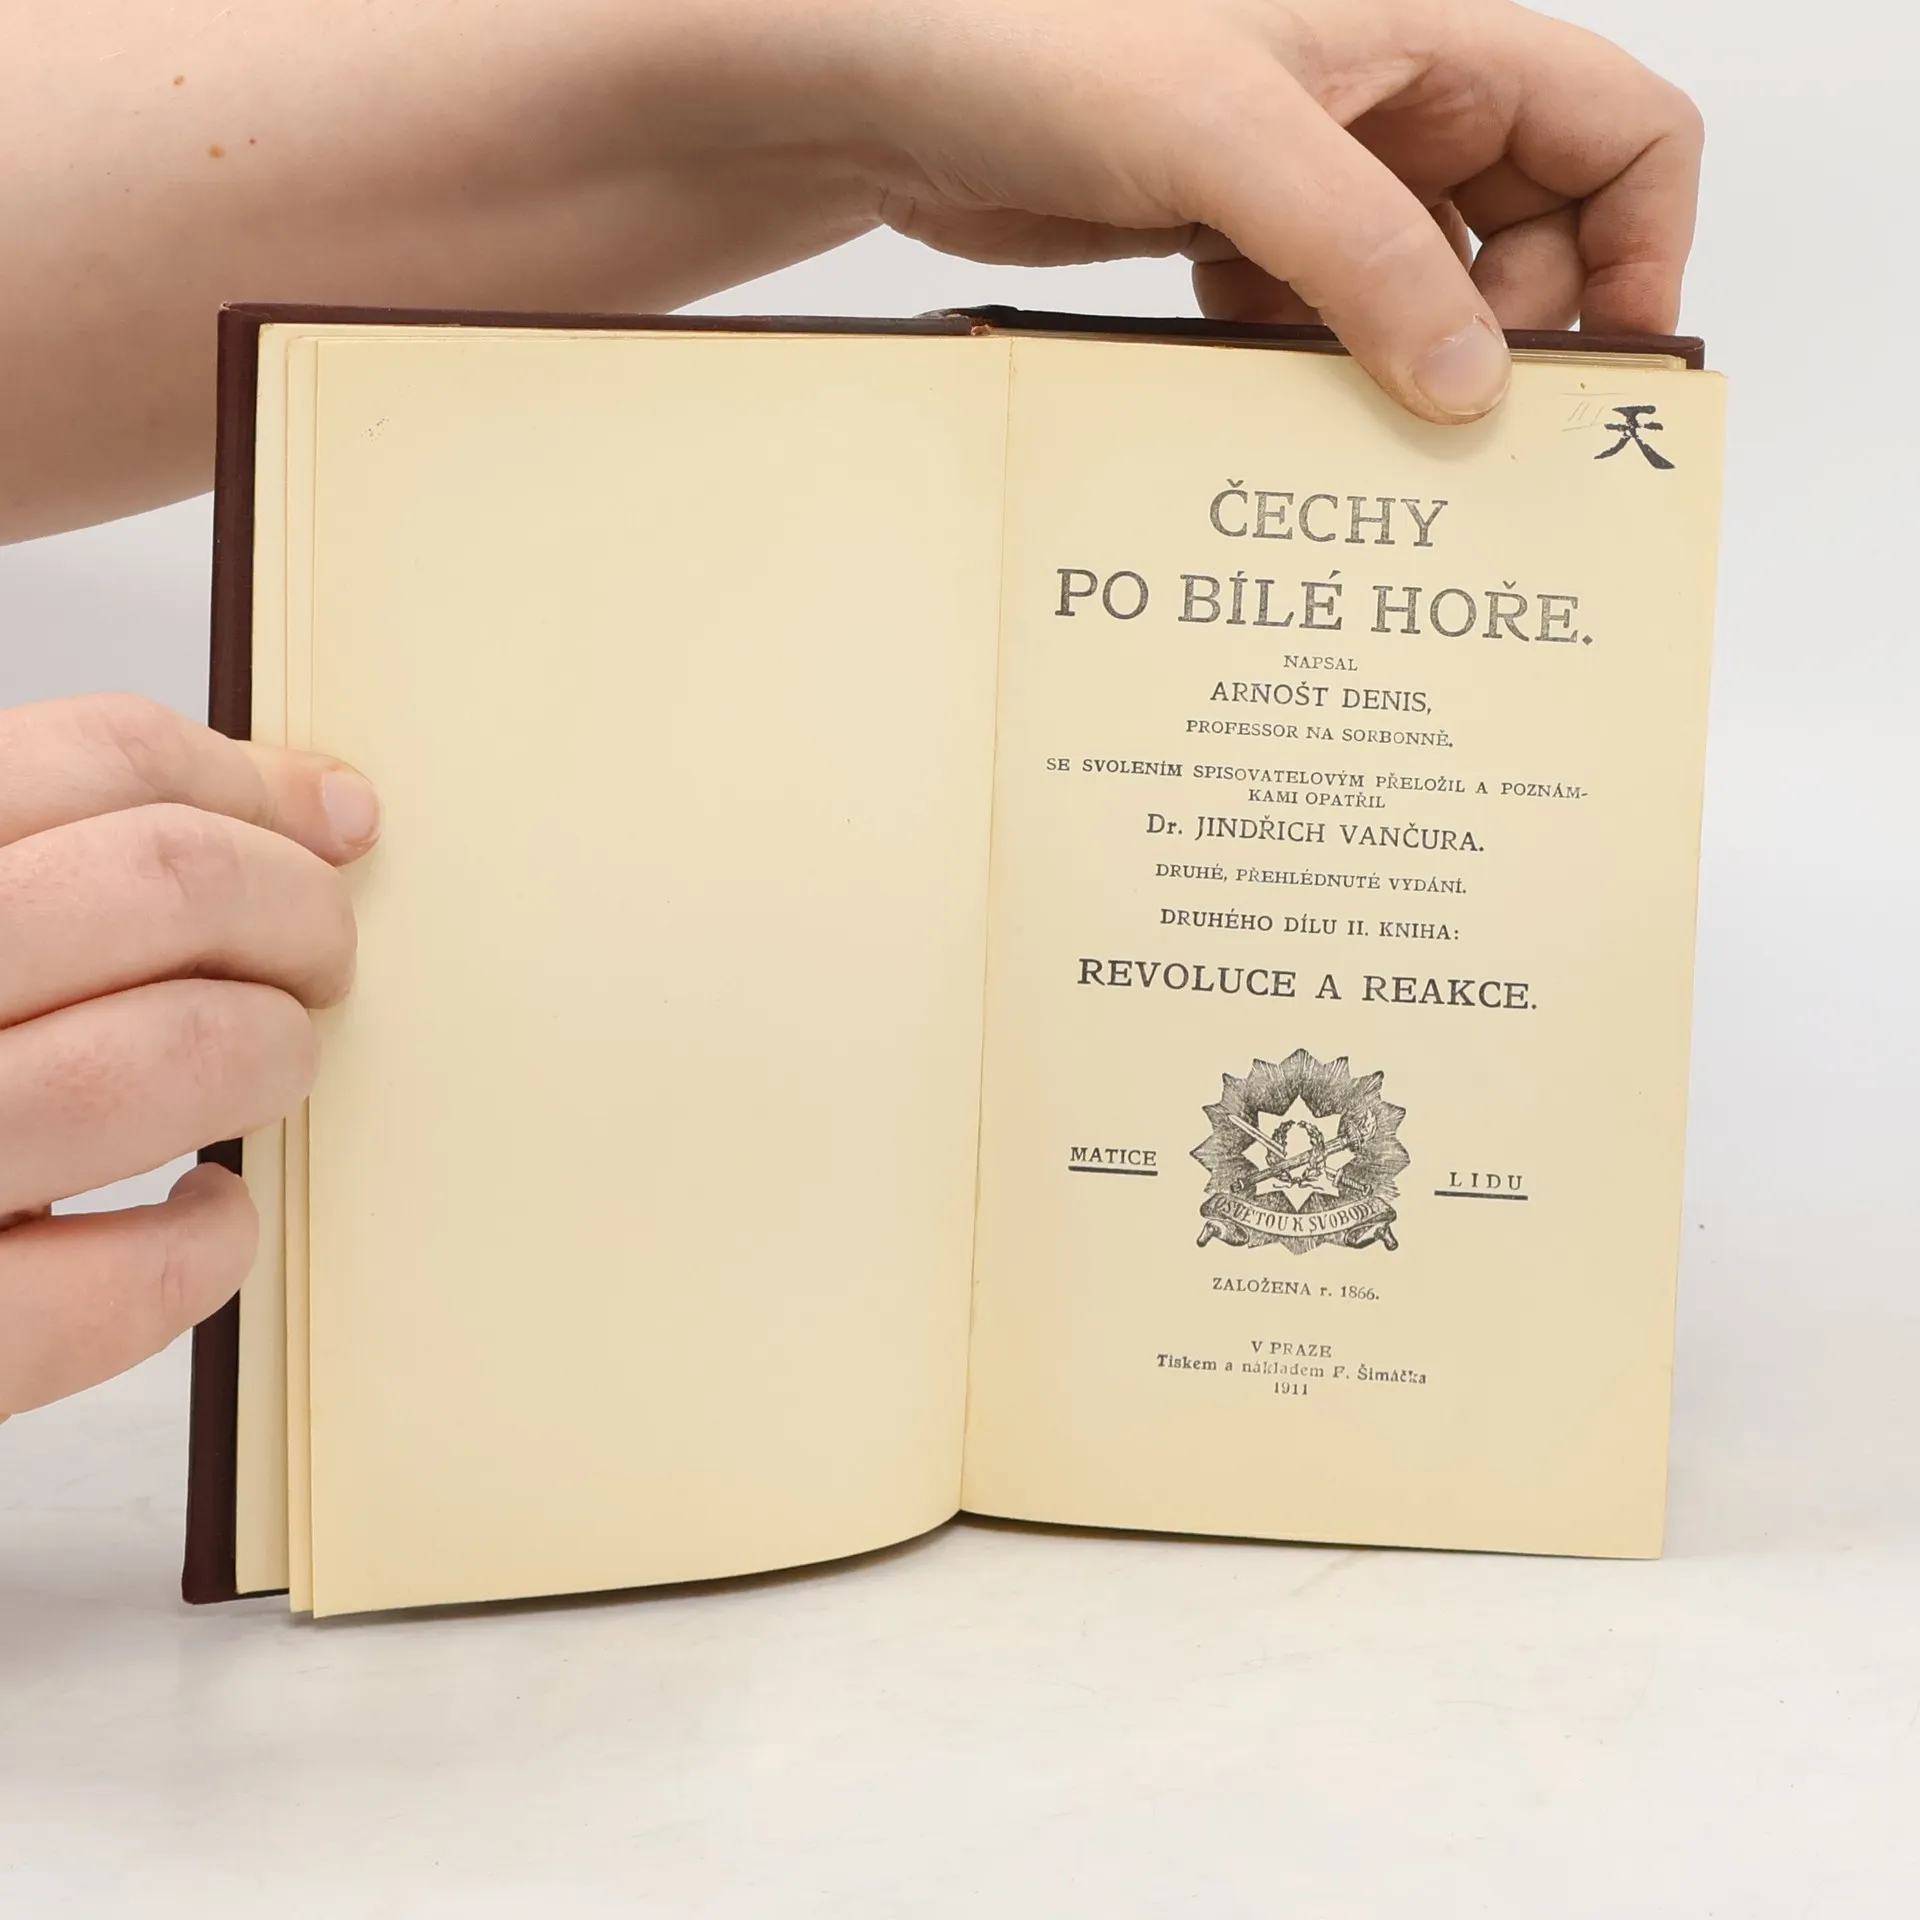 天
ČECHY
PO BÍLÉ HOŘE.
NAPSAL
ARNOŠT DENIS,
PROFESSOR NA SORBONNĚ.
SE SVOLENÍM SPISOVATELOVÝM PŘELOŽIL A POZNÁM-
KAMI OPATŘIL
Dr. JINDŘICH VANČURA.
DRUHÉ, PŘEHLÉDNUTÉ VYDÁNÍ.
DRUHÉHO DÍLU II. KNIHA:
REVOLUCE A REAKCE.
MATICE
OSVĚTOU K SVOBODĚ
LIDU
ZALOŽENA r. 1866.
V PRAZE
Tiskem a nákladem F. Šimáčka
1911